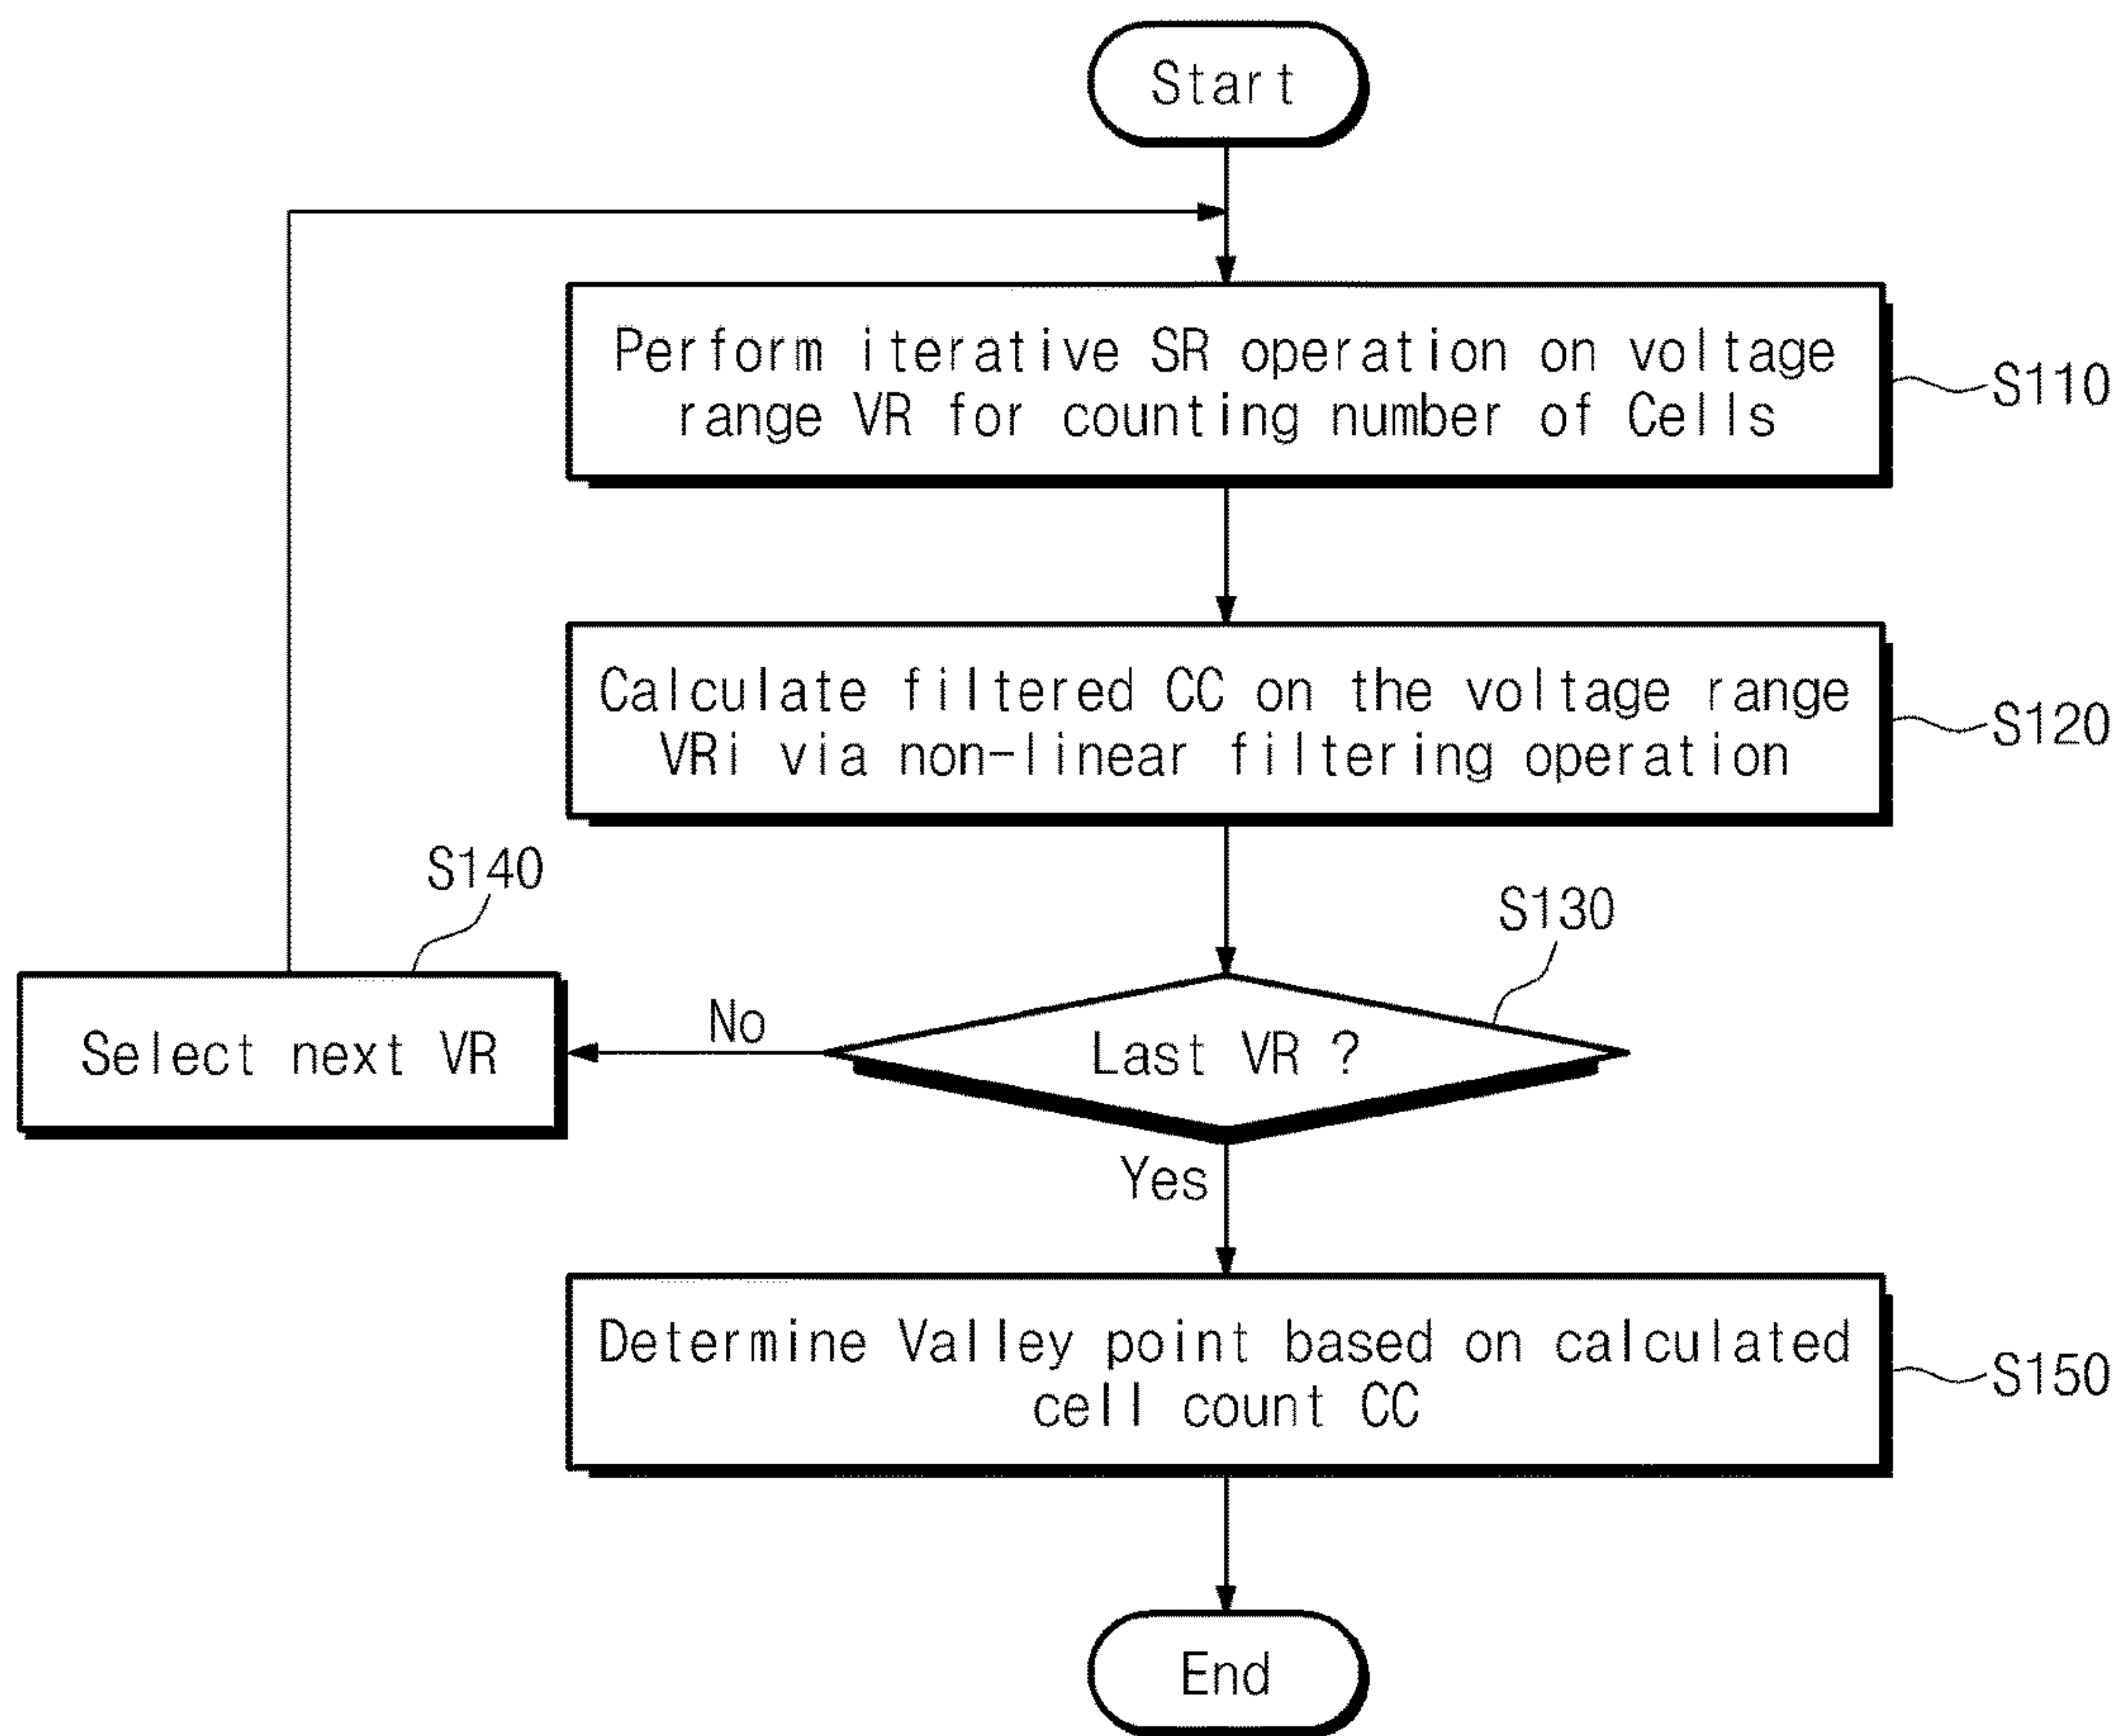 Start
Perform iterative SR operation on voltage
range VR for counting number of Cells
S110
Calculate filtered CC on the voltage range
VRi via non-linear filtering operation
S120
S140
S130
Select next VR
No
Last VR ?
Yes
Determine Valley point based on calculated
cell count CC
S150
End